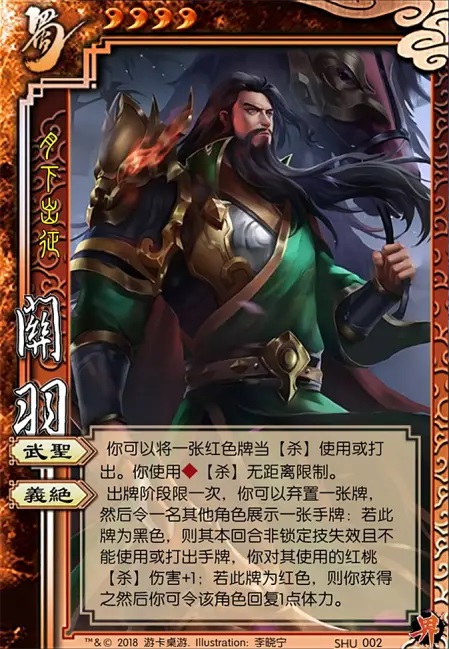 蜀
月下出征
關羽
武聖
你可以将一张红色牌当【杀】使用或打
出。你使用◆【杀】无距离限制。
義絕
出牌阶段限一次，你可以弃置一张牌，
然后令一名其他角色展示一张手牌：若此
牌为黑色，则其本回合非锁定技失效且不
能使用或打出手牌，你对其使用的红桃
【杀】伤害+1；若此牌为红色，则你获得
之然后你可令该角色回复1点体力。
界
™&© 2018 游卡桌游. Illustration: 李晓宁
SHU 002